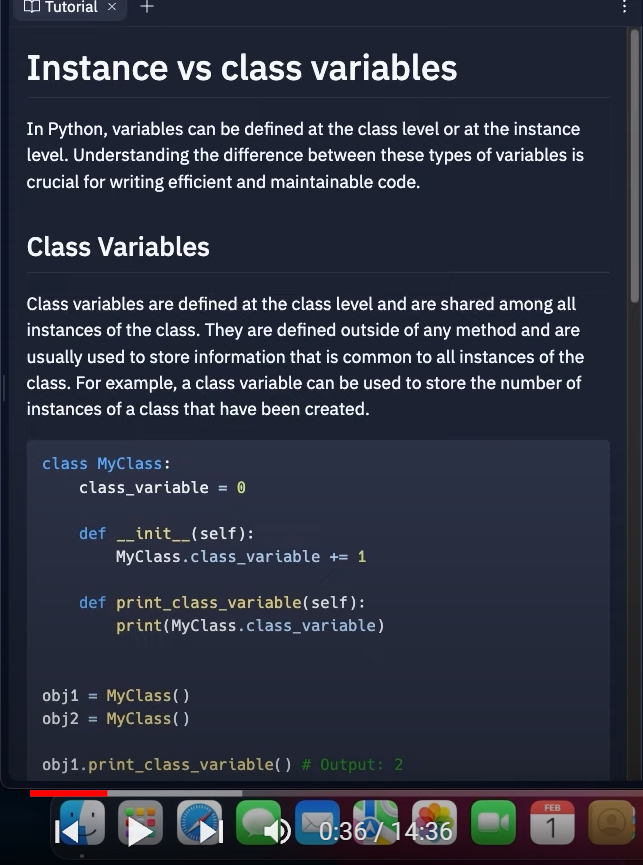 Tutorial
Instance vs class variables
In Python, variables can be defined at the class level or at the instance
level. Understanding the difference between these types of variables is
crucial for writing efficient and maintainable code.
Class Variables
Class variables are defined at the class level and are shared among all
instances of the class. They are defined outside of any method and are
usually used to store information that is common to all instances of the
class. For example, a class variable can be used to store the number of
instances of a class that have been created.
class MyClass:
    class_variable = 0
    def __init__(self):
        MyClass.class_variable += 1
    def print_class_variable(self):
        print(MyClass.class_variable)
obj1 = MyClass()
obj2 = MyClass()
obj1.print_class_variable() # Output: 2
FEB
1
0:36 / 14:36